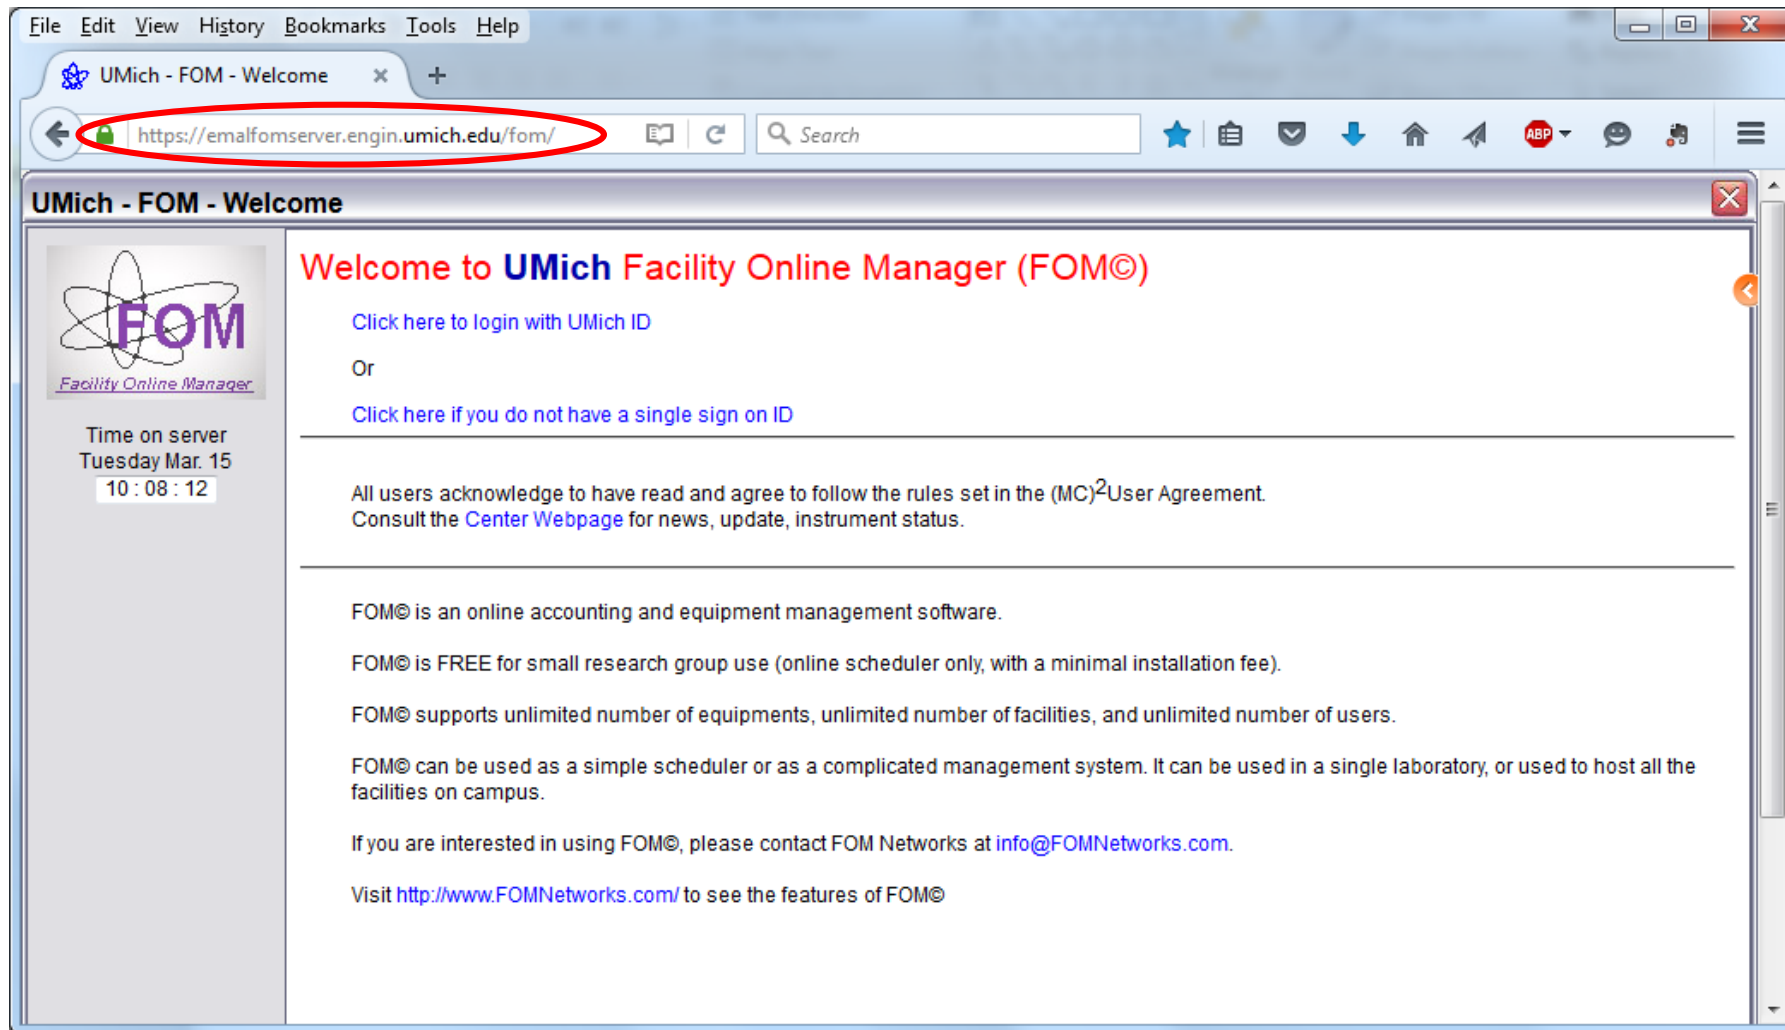 File Edit View History Bookmarks Tools Help
UMich - FOM - Welcome × +
https://emalfomserver.engin.umich.edu/fom/ Search ABP
UMich - FOM - Welcome
FOM
Facility Online Manager
Time on server
Tuesday Mar. 15
10 : 08 : 12
Welcome to UMich Facility Online Manager (FOM©)
Click here to login with UMich ID
Or
Click here if you do not have a single sign on ID
All users acknowledge to have read and agree to follow the rules set in the (MC)²User Agreement.
Consult the Center Webpage for news, update, instrument status.
FOM© is an online accounting and equipment management software.
FOM© is FREE for small research group use (online scheduler only, with a minimal installation fee).
FOM© supports unlimited number of equipments, unlimited number of facilities, and unlimited number of users.
FOM© can be used as a simple scheduler or as a complicated management system. It can be used in a single laboratory, or used to host all the
facilities on campus.
If you are interested in using FOM©, please contact FOM Networks at info@FOMNetworks.com.
Visit http://www.FOMNetworks.com/ to see the features of FOM©